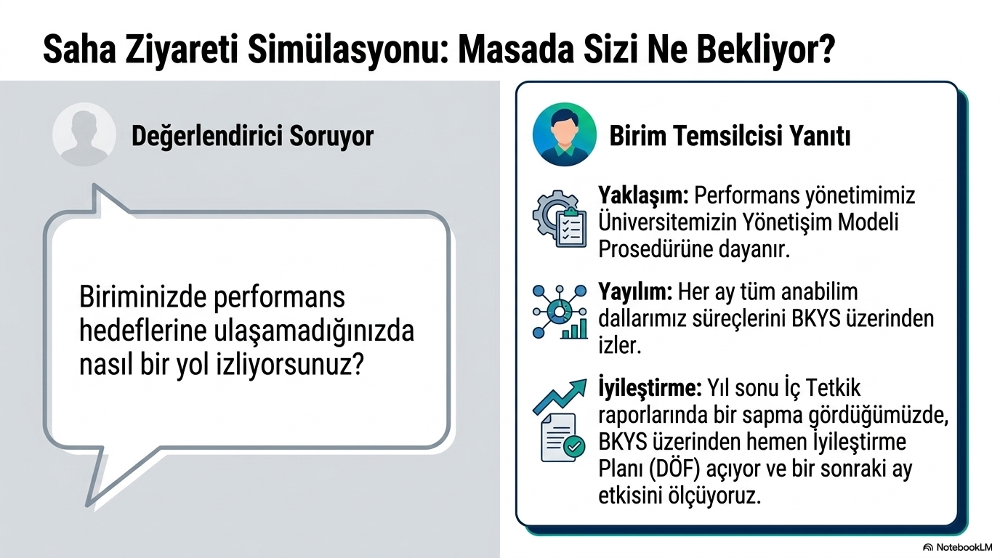 Saha Ziyareti Simülasyonu: Masada Sizi Ne Bekliyor?
Değerlendirici Soruyor
Biriminizde performans
hedeflerine ulaşamadığınızda
nasıl bir yol izliyorsunuz?
Birim Temsilcisi Yanıtı
Yaklaşım: Performans yönetimimiz
Üniversitemizin Yönetişim Modeli
Prosedürüne dayanır.
Yayılım: Her ay tüm anabilim
dallarımız süreçlerini BKYS üzerinden
izler.
İyileştirme: Yıl sonu İç Tetkik
raporlarında bir sapma gördüğümüzde,
BKYS üzerinden hemen İyileştirme
Planı (DÖF) açıyor ve bir sonraki ay
etkisini ölçüyoruz.
NotebookLM